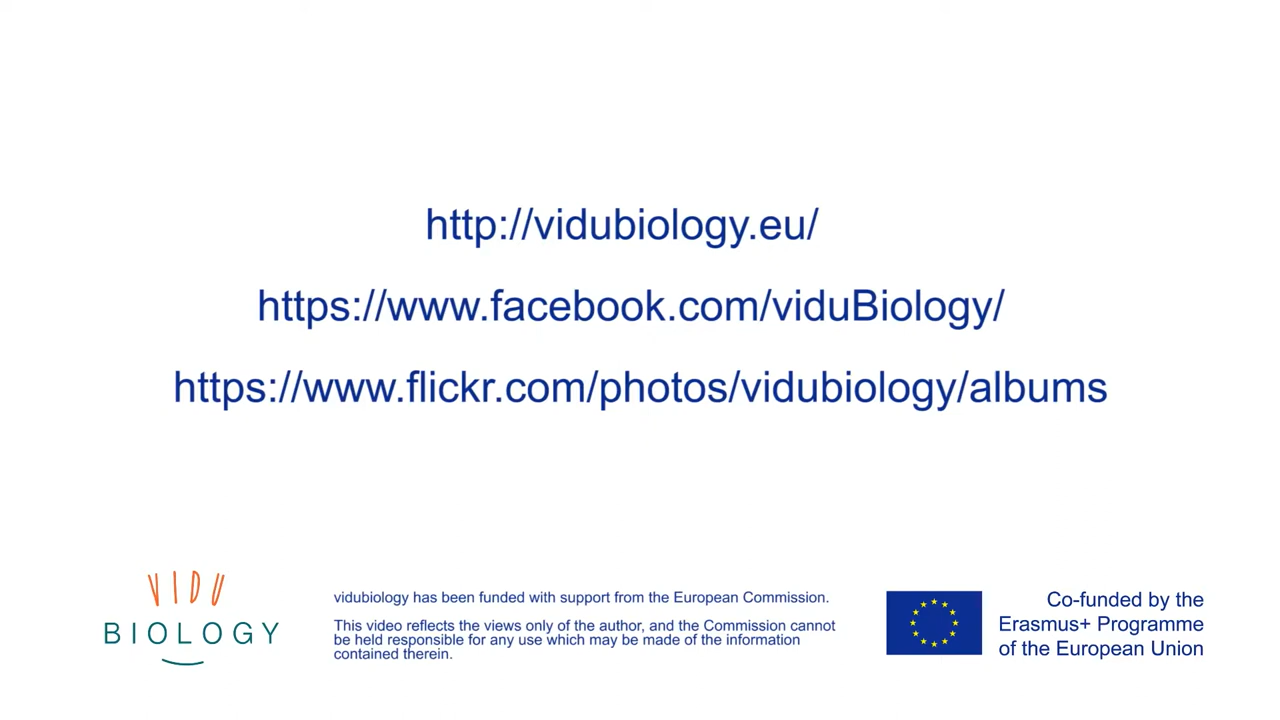 http://vidubiology.eu/
https://www.facebook.com/viduBiology/
https://www.flickr.com/photos/vidubiology/albums
VIDU
BIOLOGY
vidubiology has been funded with support from the European Commission.
This video reflects the views only of the author, and the Commission cannot
be held responsible for any use which may be made of the information
contained therein.
Co-funded by the
Erasmus+ Programme
of the European Union